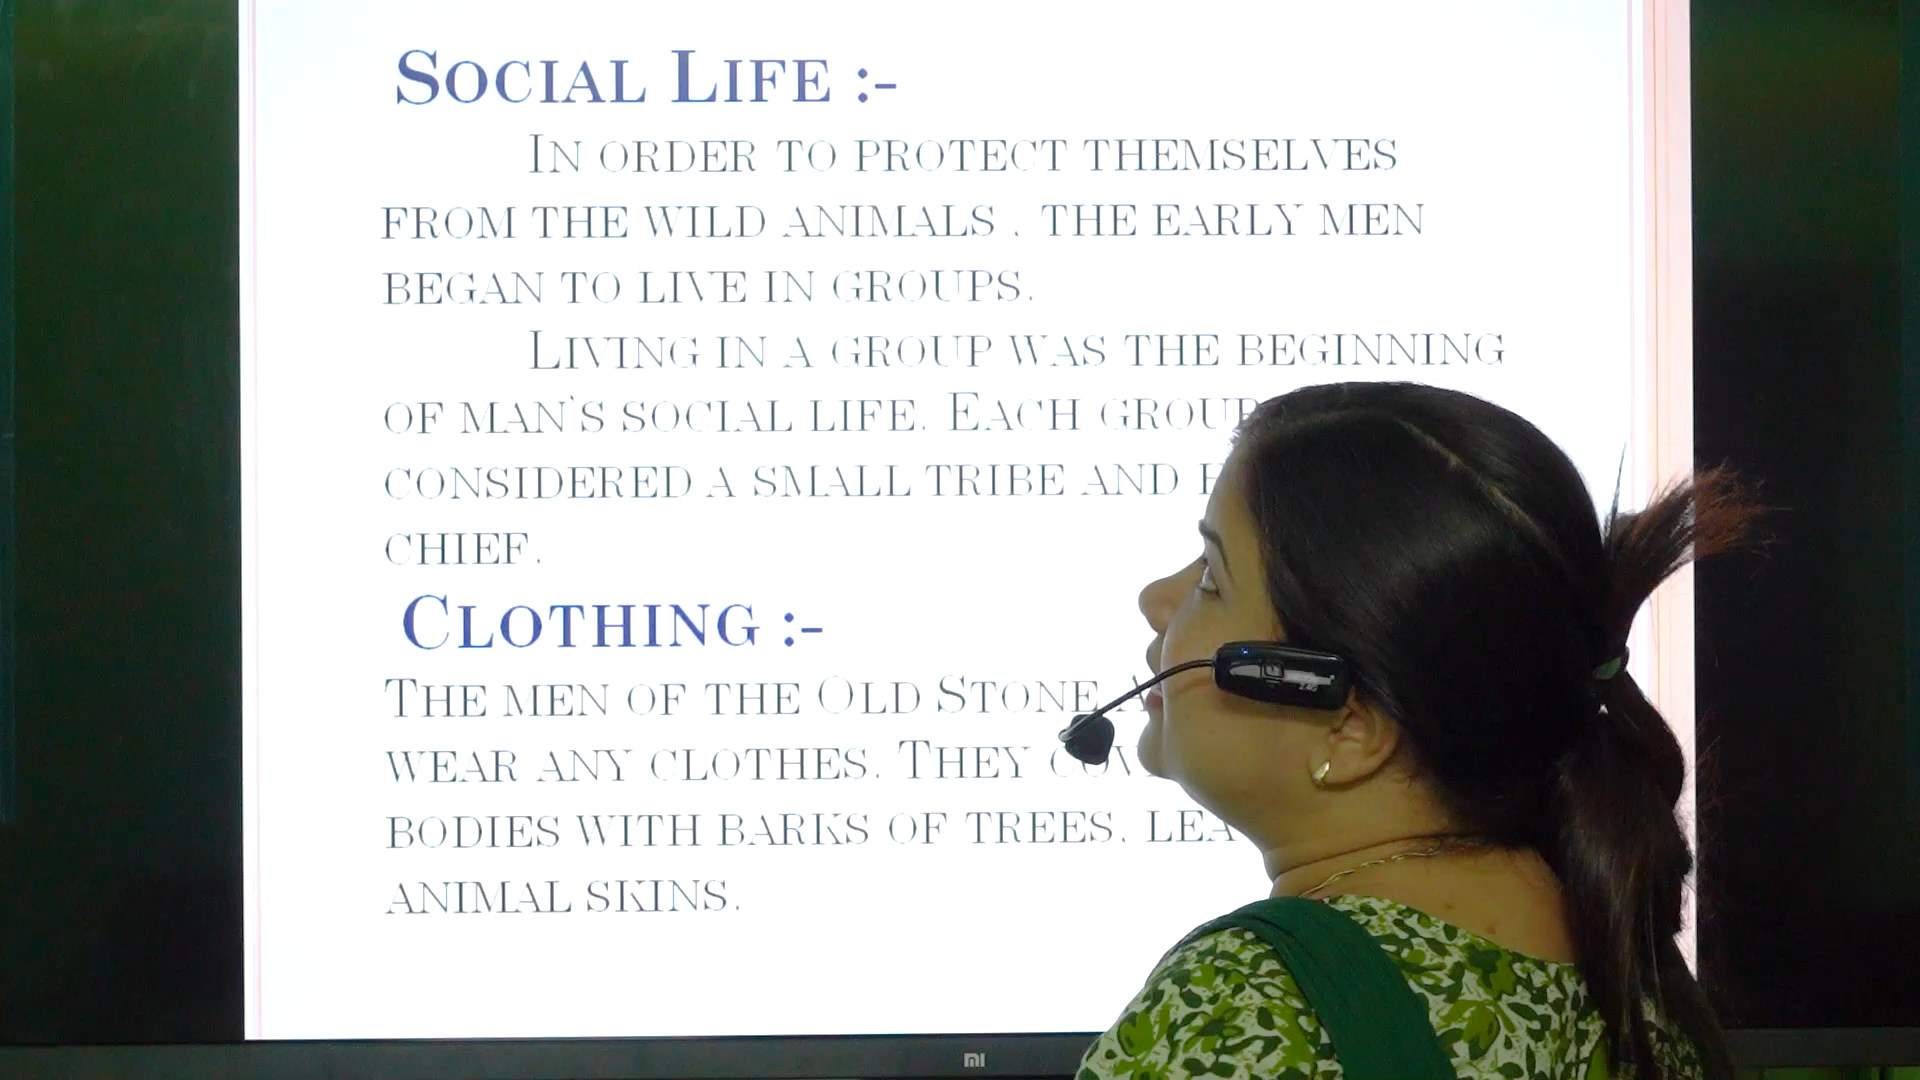 SOCIAL LIFE :-
IN ORDER TO PROTECT THEMSELVES
FROM THE WILD ANIMALS , THE EARLY MEN
BEGAN TO LIVE IN GROUPS.
LIVING IN A GROUP WAS THE BEGINNING
OF MAN'S SOCIAL LIFE. EACH GROUP
CONSIDERED A SMALL TRIBE AND
CHIEF.
CLOTHING :-
THE MEN OF THE OLD STONE
WEAR ANY CLOTHES. THEY
BODIES WITH BARKS OF TREES,
ANIMAL SKINS.
mi